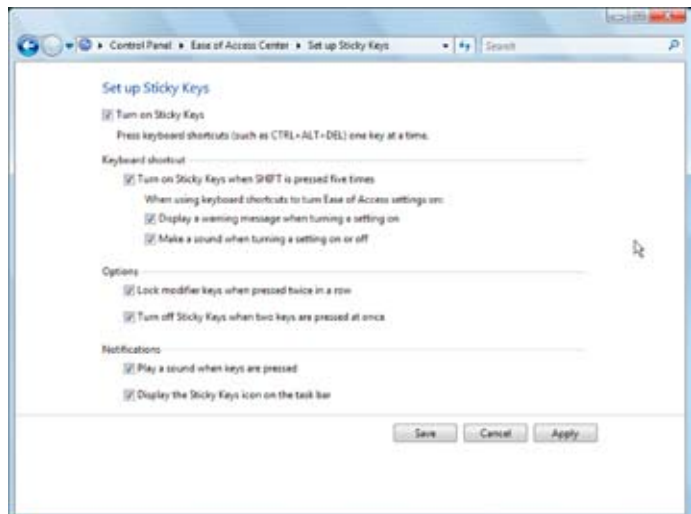 Control Panel ▸ Ease of Access Center ▸ Set up Sticky Keys
Search
Set up Sticky Keys
Turn on Sticky Keys
Press keyboard shortcuts (such as CTRL+ALT+DEL) one key at a time.
Keyboard shortcut
Turn on Sticky Keys when SHIFT is pressed five times
When using keyboard shortcuts to turn Ease of Access settings on:
Display a warning message when turning a setting on
Make a sound when turning a setting on or off
Options
Lock modifier keys when pressed twice in a row
Turn off Sticky Keys when two keys are pressed at once
Notifications
Play a sound when keys are pressed
Display the Sticky Keys icon on the task bar
Save Cancel Apply